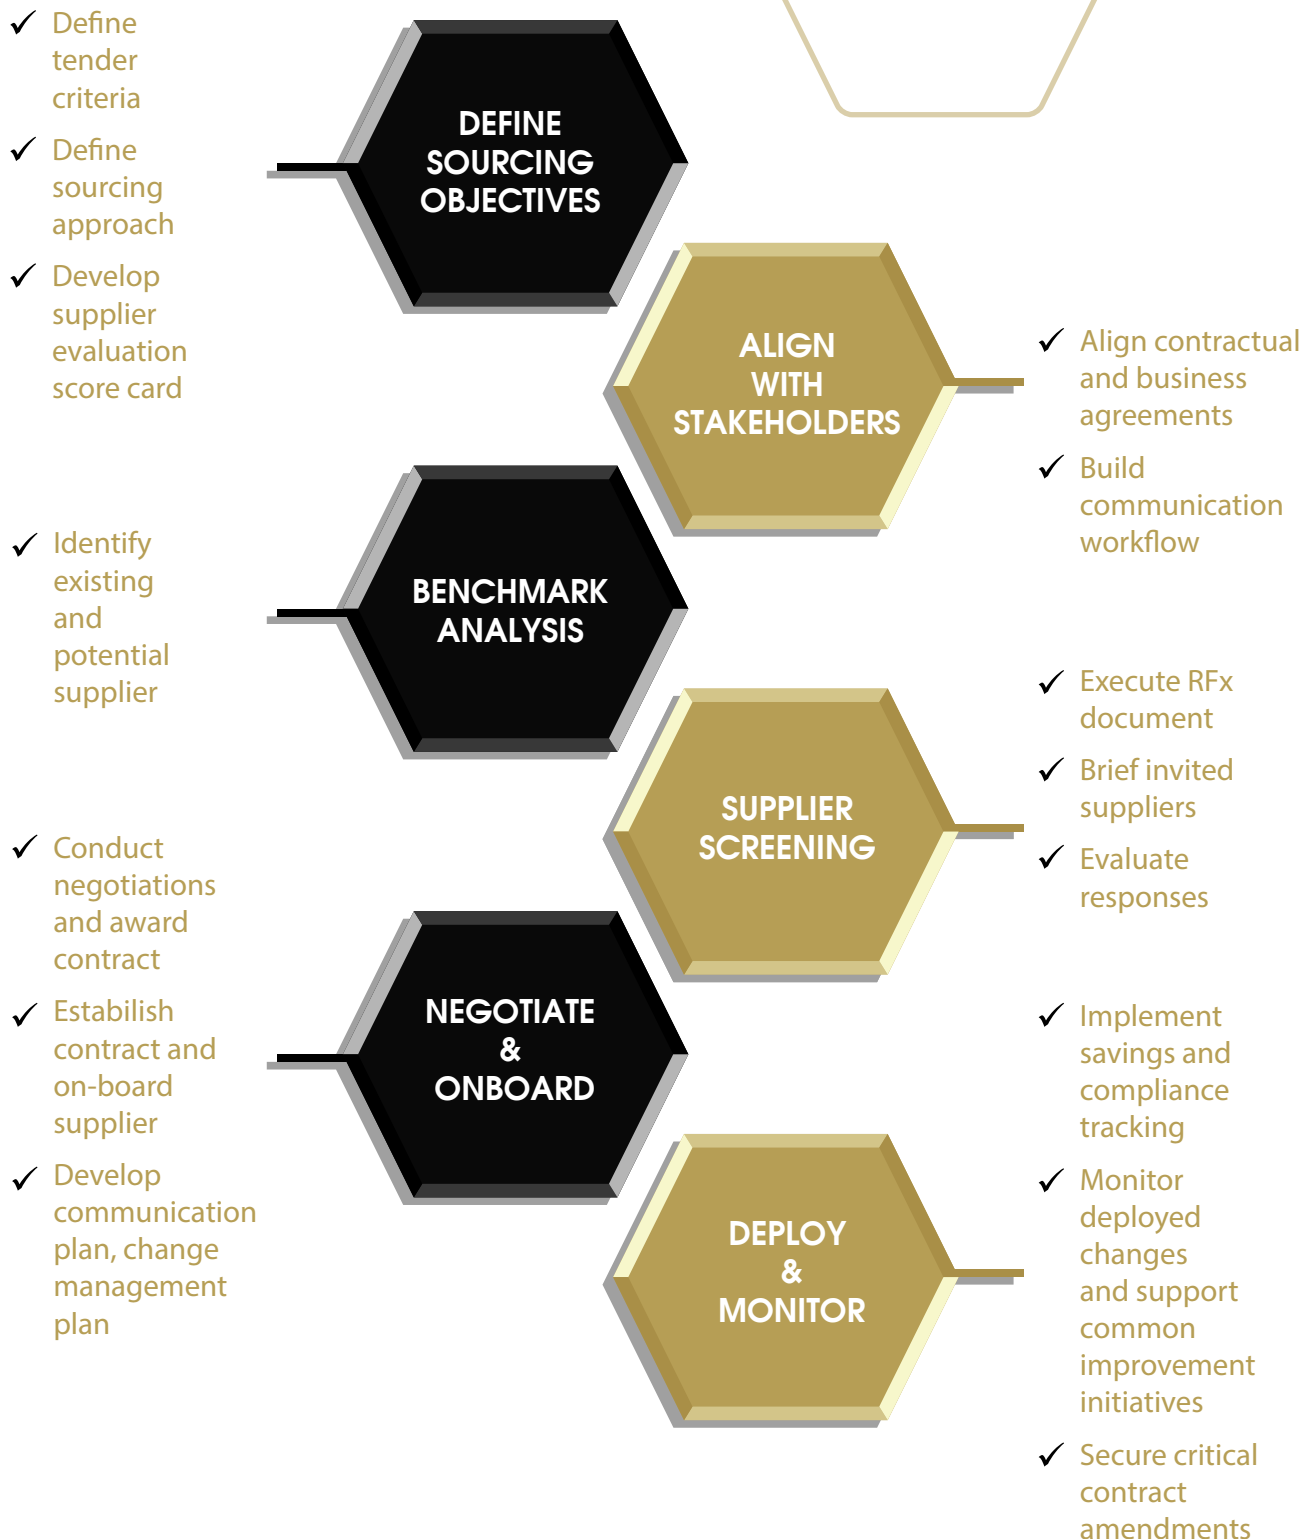 Define
tender
criteria
Define
sourcing
approach
Develop
supplier
evaluation
score card
DEFINE
SOURCING
OBJECTIVES
ALIGN
WITH
STAKEHOLDERS
Align contractual
and business
agreements
Build
communication
workflow
Identify
existing
and
potential
supplier
BENCHMARK
ANALYSIS
SUPPLIER
SCREENING
Execute RFx
document
Brief invited
suppliers
Evaluate
responses
Conduct
negotiations
and award
contract
Estabilish
contract and
on-board
supplier
Develop
communication
plan, change
management
plan
NEGOTIATE
&
ONBOARD
DEPLOY
&
MONITOR
Implement
savings and
compliance
tracking
Monitor
deployed
changes
and support
common
improvement
initiatives
Secure critical
contract
amendments